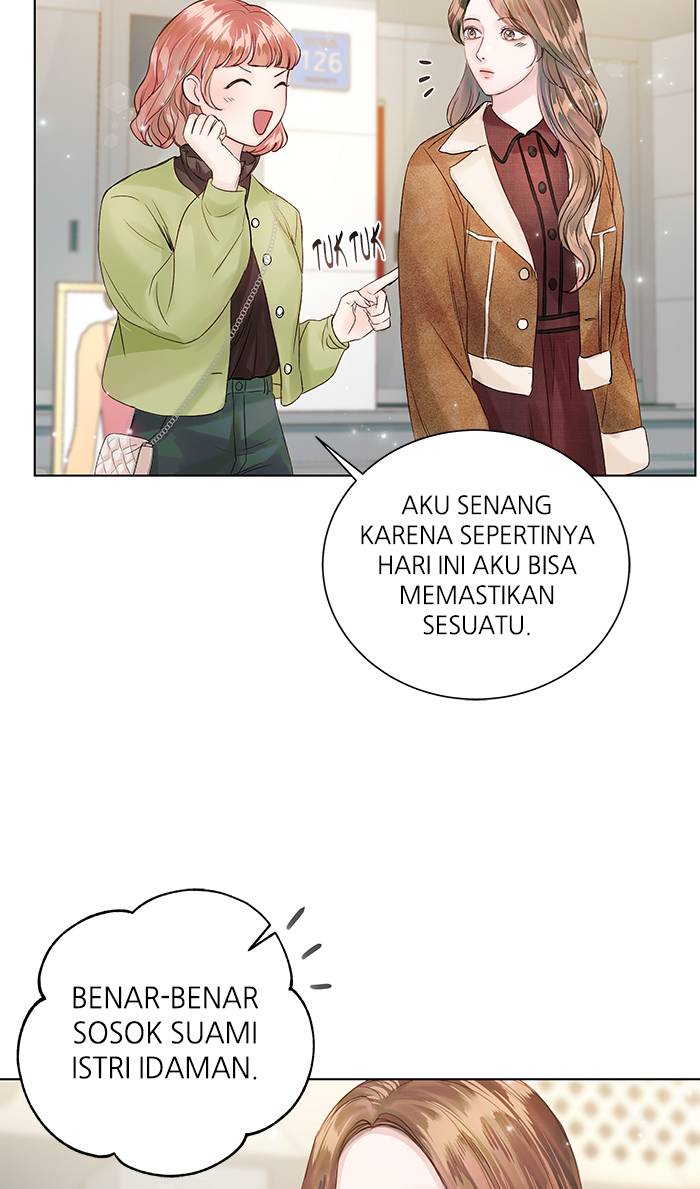 126
TUK TUK
AKU SENANG
KARENA SEPERTINYA
HARI INI AKU BISA
MEMASTIKAN
SESUATU.
BENAR-BENAR
SOSOK SUAMI
ISTRI IDAMAN.